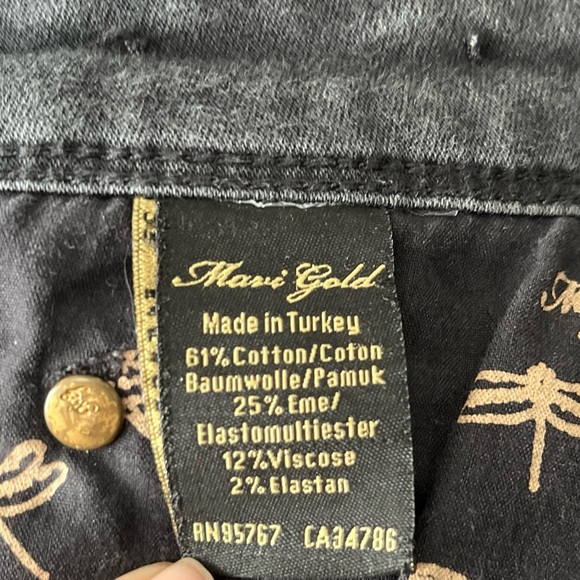 Mavi Gold
Made in Turkey
61% Cotton/Coton
Baumwolle/Pamuk
25% Eme/
Elastomultiester
12%Viscose
2% Elastan
RN95767 CA34786